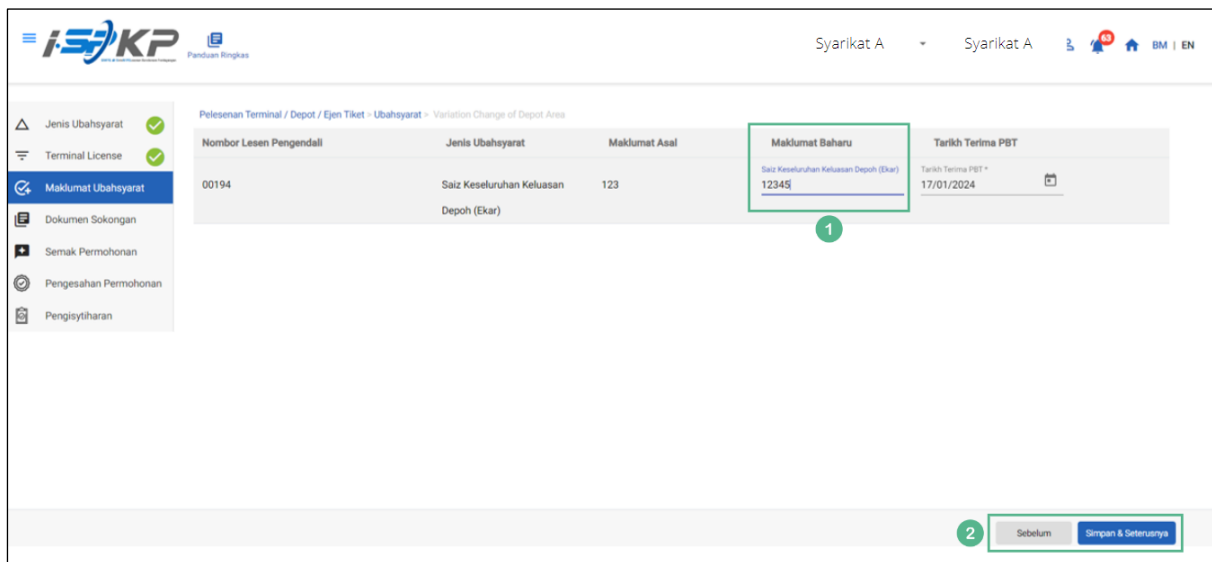 iSPKP
Panduan Ringkas
Syarikat A
Syarikat A
63
BM | EN
Jenis Ubahsyarat
Terminal License
Maklumat Ubahsyarat
Dokumen Sokongan
Semak Permohonan
Pengesahan Permohonan
Pengisytiharan
Pelesenan Terminal / Depot / Ejen Tiket > Ubahsyarat > Variation Change of Depot Area
Nombor Lesen Pengendali Jenis Ubahsyarat Maklumat Asal Maklumat Baharu Tarikh Terima PBT
Saiz Keseluruhan Keluasan Depoh (Ekar) Tarikh Terima PBT *
00194 Saiz Keseluruhan Keluasan 123 12345 17/01/2024
Depoh (Ekar)
1
2
Sebelum
Simpan & Seterusnya